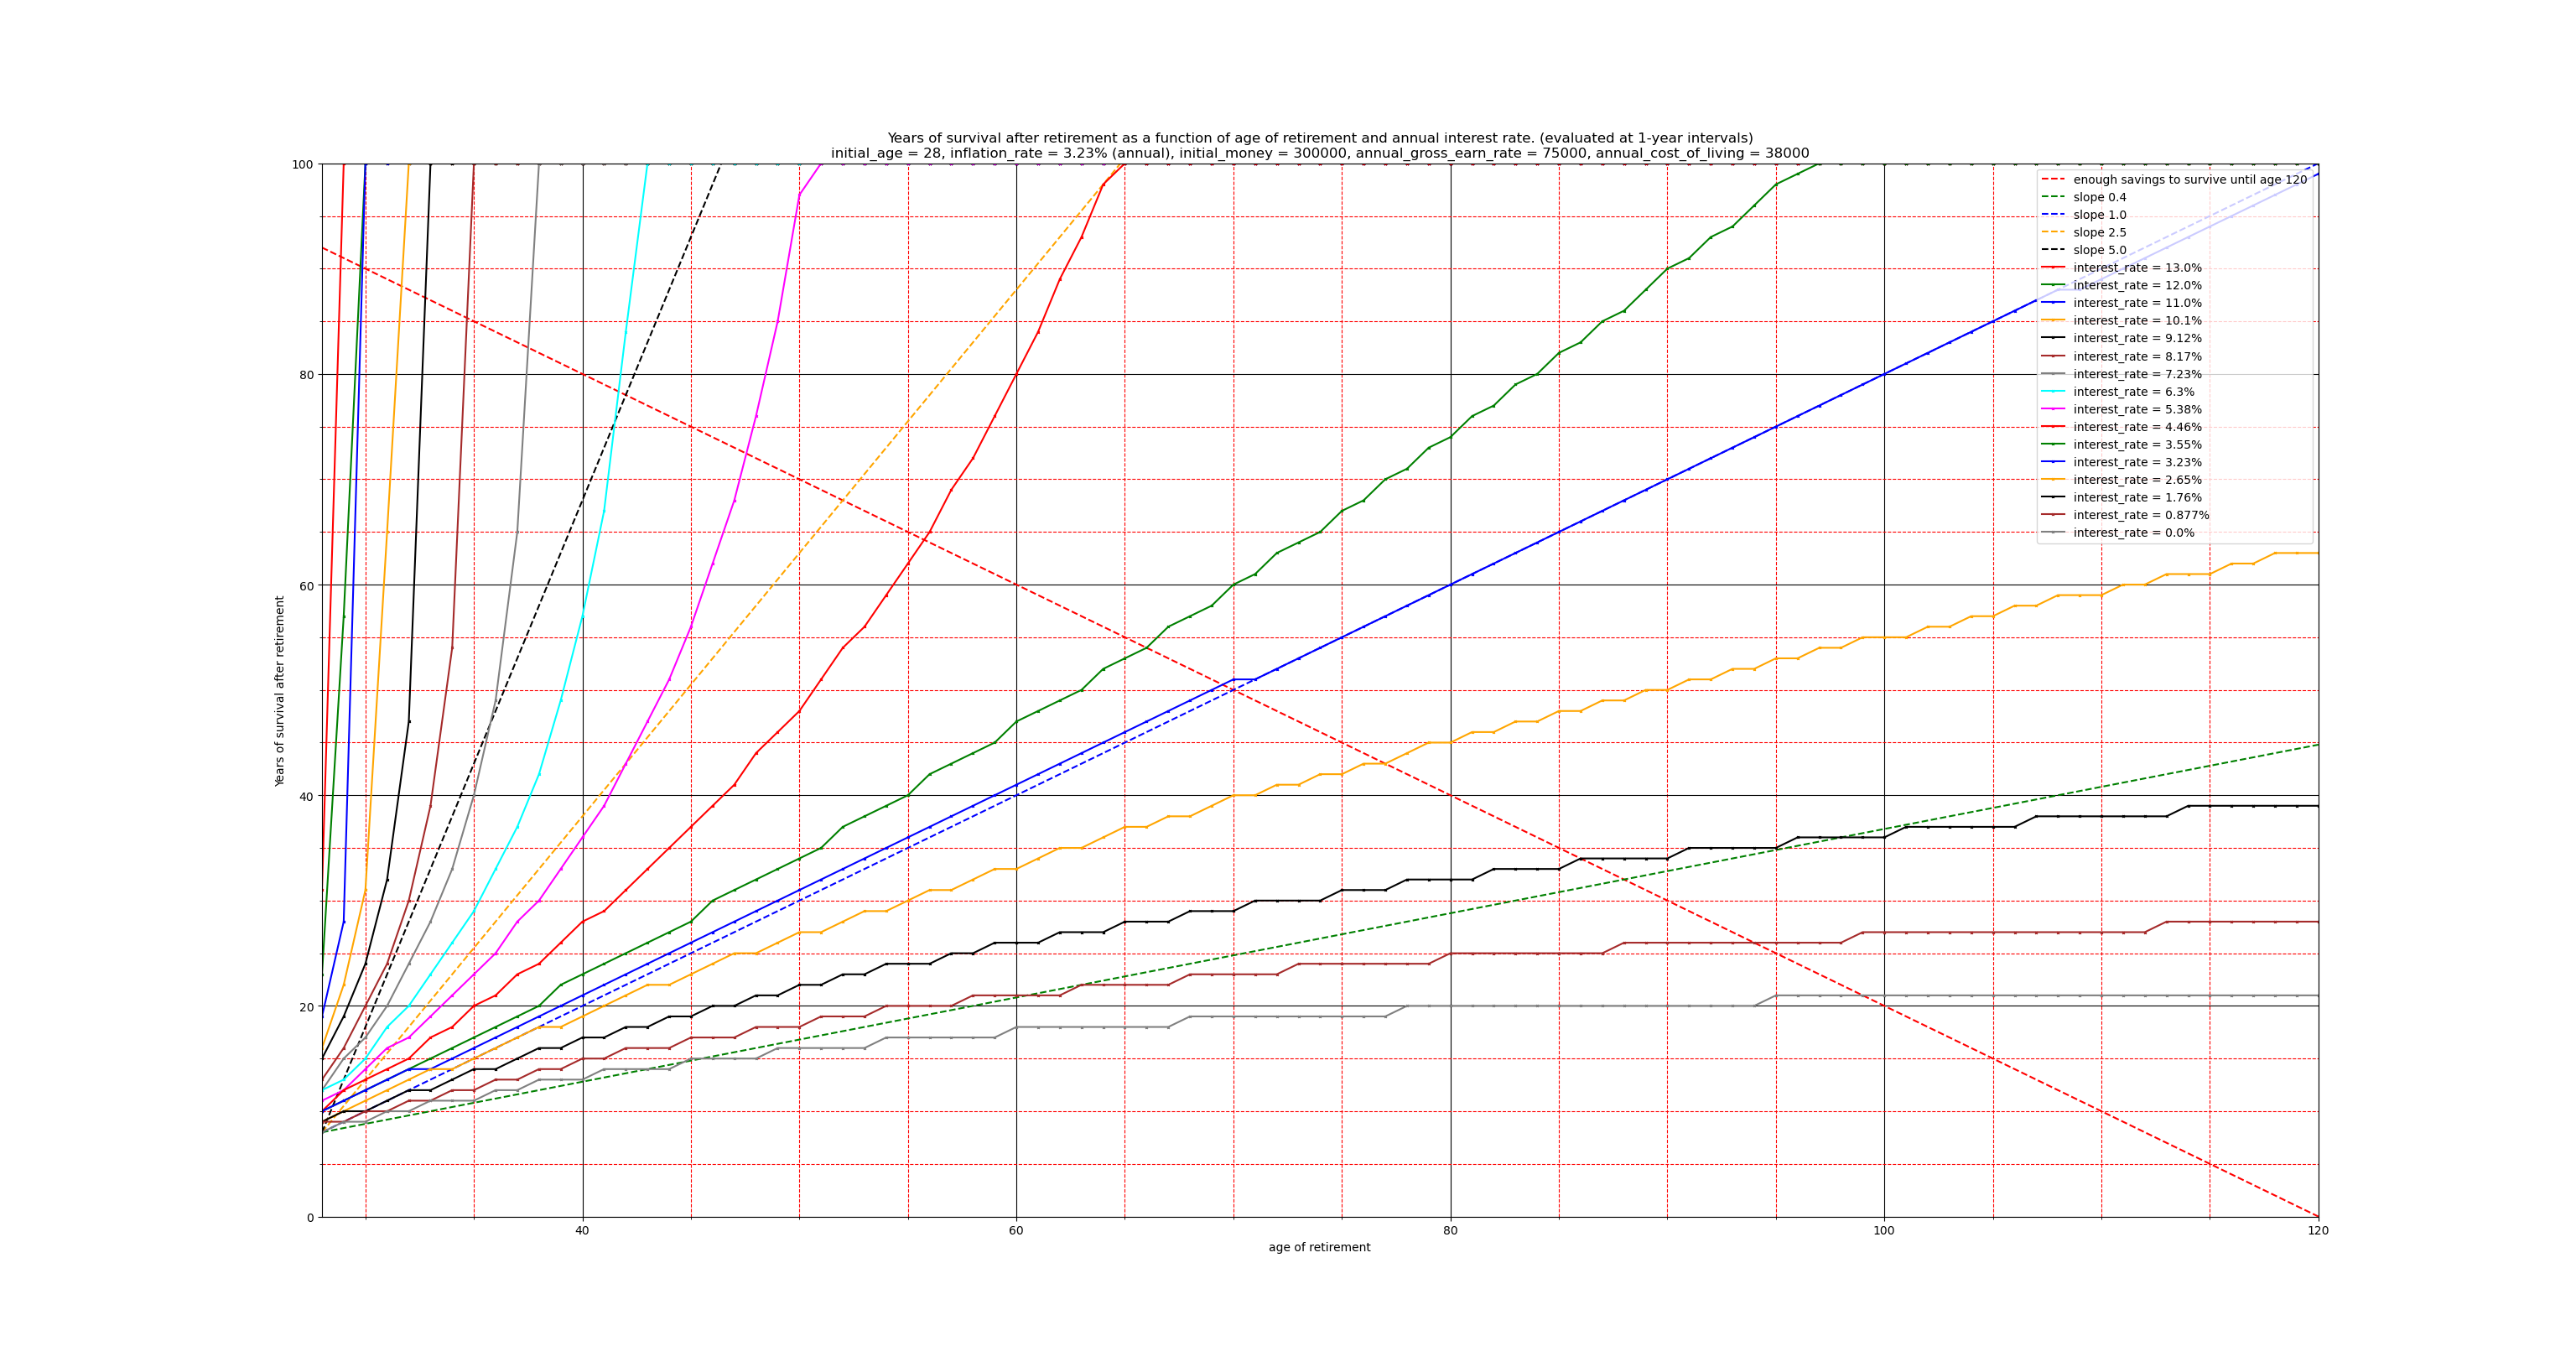 Years of survival after retirement as a function of age of retirement and annual interest rate. (evaluated at 1-year intervals)
initial_age = 28, inflation_rate = 3.23% (annual), initial_money = 300000, annual_gross_earn_rate = 75000, annual_cost_of_living = 38000
100
80
60
40
20
0
Years of survival after retirement
enough savings to survive until age 120
slope 0.4
slope 1.0
slope 2.5
slope 5.0
interest_rate = 13.0%
interest_rate = 12.0%
interest_rate = 11.0%
interest_rate = 10.1%
interest_rate = 9.12%
interest_rate = 8.17%
interest_rate = 7.23%
interest_rate = 6.3%
interest_rate = 5.38%
interest_rate = 4.46%
interest_rate = 3.55%
interest_rate = 3.23%
interest_rate = 2.65%
interest_rate = 1.76%
interest_rate = 0.877%
interest_rate = 0.0%
40 60 80 100 120
age of retirement